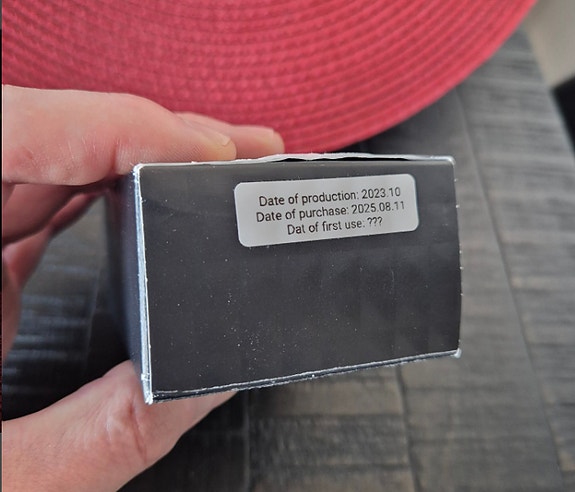 Date of production: 2023.10
Date of purchase: 2025.08.11
Dat of first use: ???